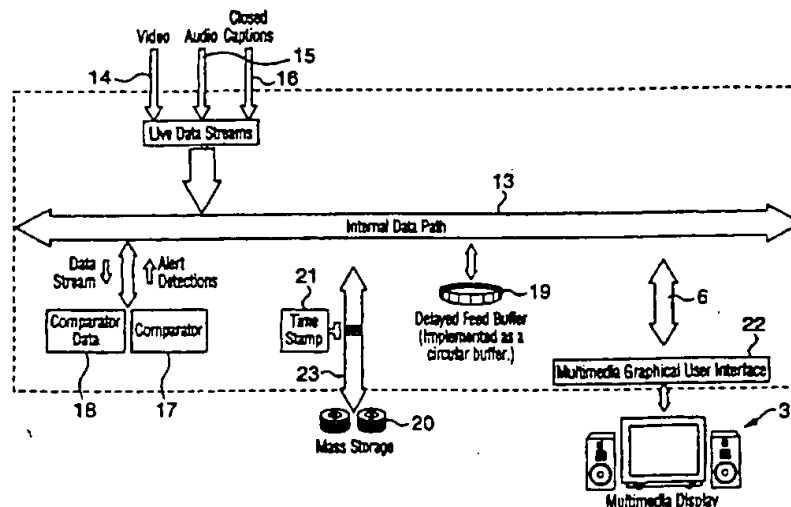 Video Audio Closed Captions
14 15 16
Live Data Streams
13
Internal Data Path
Data Stream
Alert Detections
21
Time Stamp
19
Delayed Feed Buffer
(Implemented as a
circular buffer.)
6
22
Comparator Data
Comparator
18 17
23
Multimedia Graphical User Interface
20
Mass Storage
3
Multimedia Display